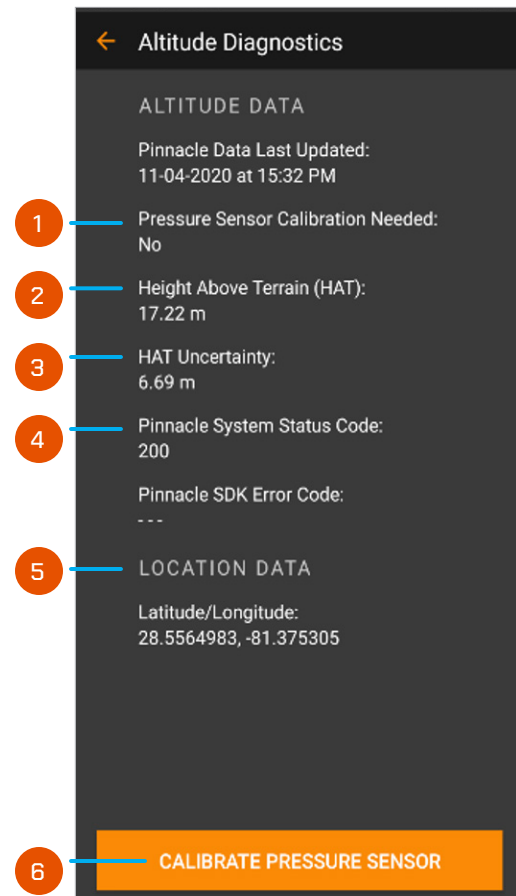 Altitude Diagnostics
ALTITUDE DATA
Pinnacle Data Last Updated:
11-04-2020 at 15:32 PM
1
Pressure Sensor Calibration Needed:
No
2
Height Above Terrain (HAT):
17.22 m
3
HAT Uncertainty:
6.69 m
4
Pinnacle System Status Code:
200
Pinnacle SDK Error Code:
---
5
LOCATION DATA
Latitude/Longitude:
28.5564983, -81.375305
6
CALIBRATE PRESSURE SENSOR